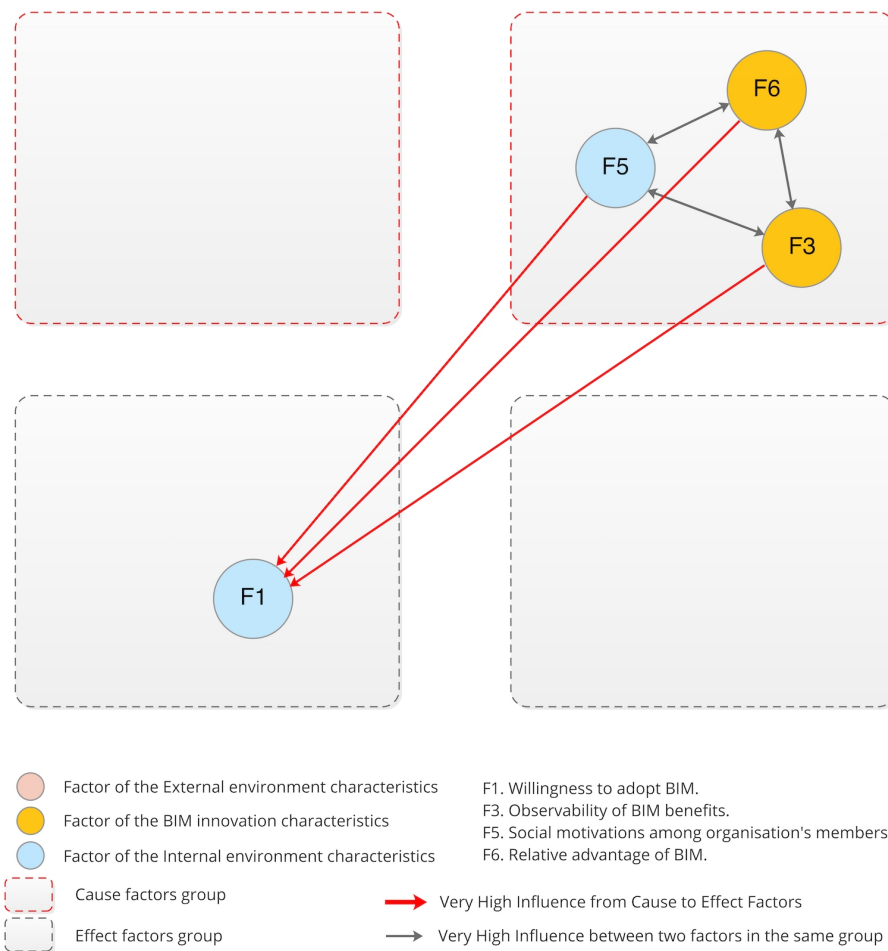 F6
F5
F3
F1
Factor of the External environment characteristics
Factor of the BIM innovation characteristics
Factor of the Internal environment characteristics
Cause factors group
Effect factors group
F1. Willingness to adopt BIM.
F3. Observability of BIM benefits.
F5. Social motivations among organisation's members
F6. Relative advantage of BIM.
Very High Influence from Cause to Effect Factors
Very High Influence between two factors in the same group